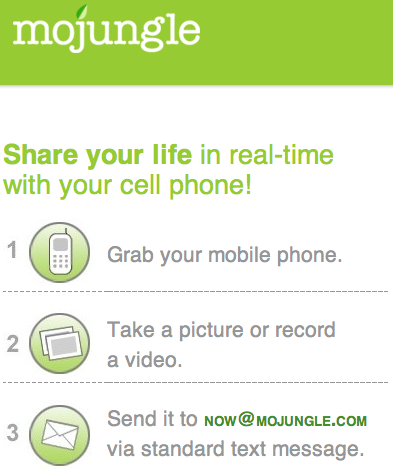 mojungle
Share your life in real-time
with your cell phone!
1 Grab your mobile phone.
2 Take a picture or record
a video.
3 Send it to NOW@MOJUNGLE.COM
via standard text message.